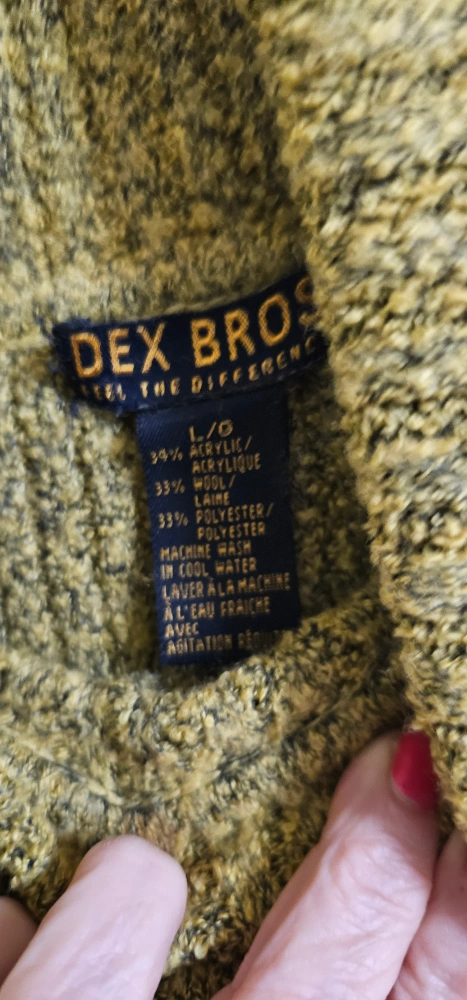 DEX BROS
FEEL THE DIFFERENC
L/G
34% ACRYLIC/
ACRYLIQUE
33% WOOL/
LAINE
33% POLYESTER/
POLYESTER
MACHINE WASH
IN COOL WATER
LAVER À LA MACHINE
À L'EAU FRAICHE
AVEC
AGITATION